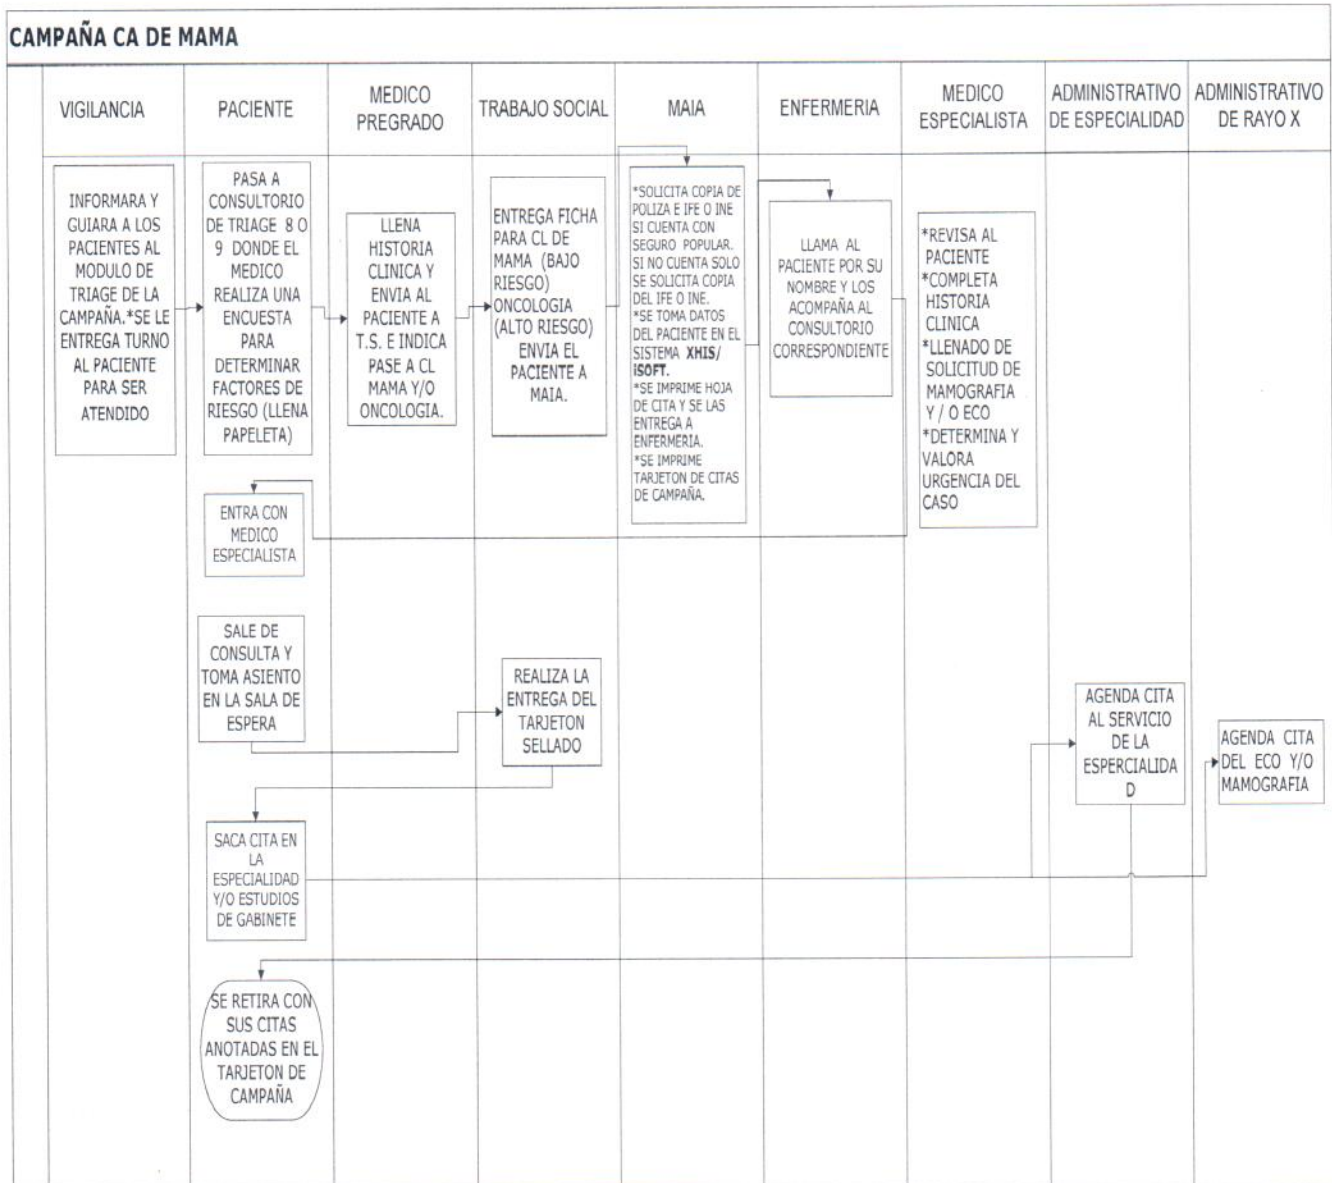 CAMPAÑA CA DE MAMA
VIGILANCIA
PACIENTE
MEDICO
PREGRADO
TRABAJO SOCIAL
MAIA
ENFERMERIA
MEDICO
ESPECIALISTA
ADMINISTRATIVO
DE ESPECIALIDAD
ADMINISTRATIVO
DE RAYO X
INFORMARA Y
GUIARA A LOS
PACIENTES AL
MODULO DE
TRIAGE DE LA
CAMPAÑA.*SE LE
ENTREGA TURNO
AL PACIENTE
PARA SER
ATENDIDO
PASA A
CONSULTORIO
DE TRIAGE 8 O
9 DONDE EL
MEDICO
REALIZA UNA
ENCUESTA
PARA
DETERMINAR
FACTORES DE
RIESGO (LLENA
PAPELETA)
LLENA
HISTORIA
CLINICA Y
ENVIA AL
PACIENTE A
T.S. E INDICA
PASE A CL
MAMA Y/O
ONCOLOGIA.
ENTREGA FICHA
PARA CL DE
MAMA (BAJO
RIESGO)
ONCOLOGIA
(ALTO RIESGO)
ENVIA EL
PACIENTE A
MAIA.
*SOLICITA COPIA DE
POLIZA E IFE O INE
SI CUENTA CON
SEGURO POPULAR.
SI NO CUENTA SOLO
SE SOLICITA COPIA
DEL IFE O INE.
*SE TOMA DATOS
DEL PACIENTE EN EL
SISTEMA XHIS/
iSOFT.
*SE IMPRIME HOJA
DE CITA Y SE LAS
ENTREGA A
ENFERMERIA.
*SE IMPRIME
TARJETON DE CITAS
DE CAMPAÑA.
LLAMA AL
PACIENTE POR SU
NOMBRE Y LOS
ACOMPAÑA AL
CONSULTORIO
CORRESPONDIENTE
*REVISA AL
PACIENTE
*COMPLETA
HISTORIA
CLINICA
*LLENADO DE
SOLICITUD DE
MAMOGRAFIA
Y / O ECO
*DETERMINA Y
VALORA
URGENCIA DEL
CASO
ENTRA CON
MEDICO
ESPECIALISTA
SALE DE
CONSULTA Y
TOMA ASIENTO
EN LA SALA DE
ESPERA
REALIZA LA
ENTREGA DEL
TARJETON
SELLADO
AGENDA CITA
AL SERVICIO
DE LA
ESPERCIALIDA
D
AGENDA CITA
DEL ECO Y/O
MAMOGRAFIA
SACA CITA EN
LA
ESPECIALIDAD
Y/O ESTUDIOS
DE GABINETE
SE RETIRA CON
SUS CITAS
ANOTADAS EN EL
TARJETON DE
CAMPAÑA